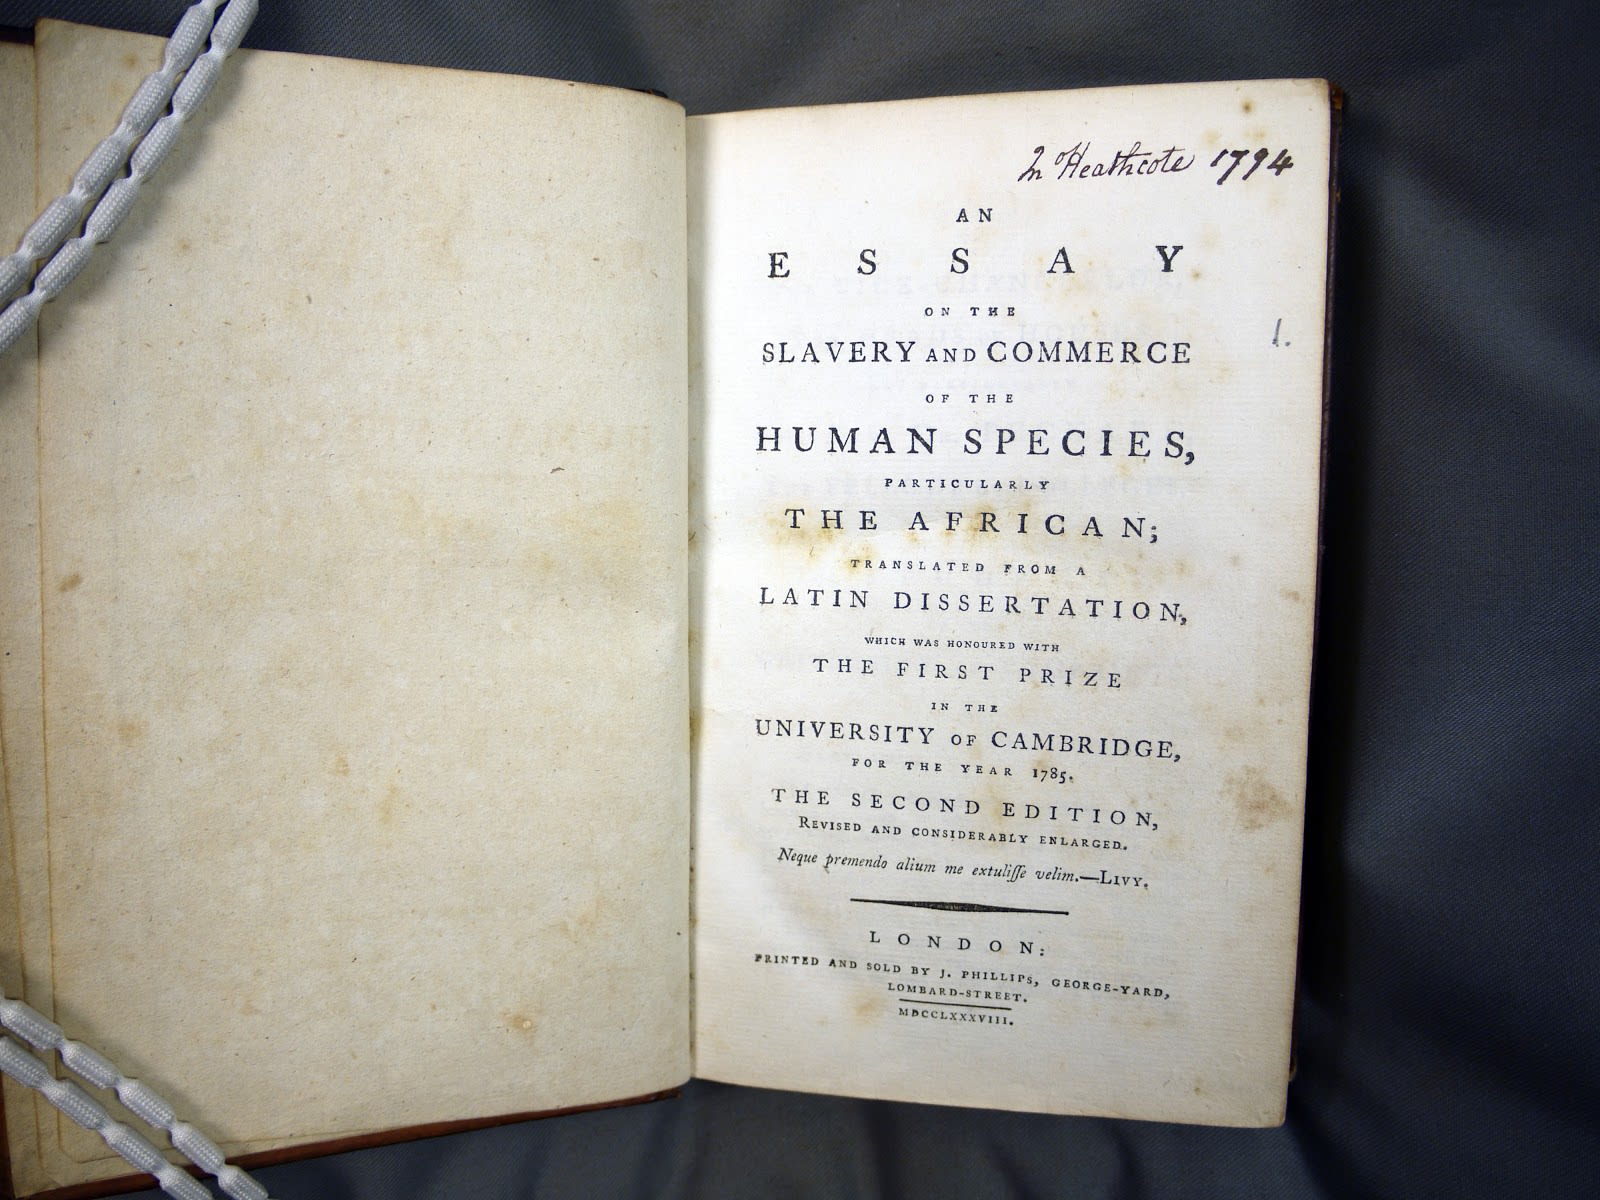 Heathcote 1794
AN
ESSAY
ON THE
SLAVERY AND COMMERCE
1.
OF THE
HUMAN SPECIES,
PARTICULARLY
THE AFRICAN;
TRANSLATED FROM A
LATIN DISSERTATION,
WHICH WAS HONOURED WITH
THE FIRST PRIZE
IN THE
UNIVERSITY OF CAMBRIDGE,
FOR THE YEAR 1785.
THE SECOND EDITION,
REVISED AND CONSIDERABLY ENLARGED.
Neque premendo alium me extuliſſe velim.—LIVY.
LONDON:
PRINTED AND SOLD BY J. PHILLIPS, GEORGE-YARD,
LOMBARD-STREET.
MDCCLXXXVIII.